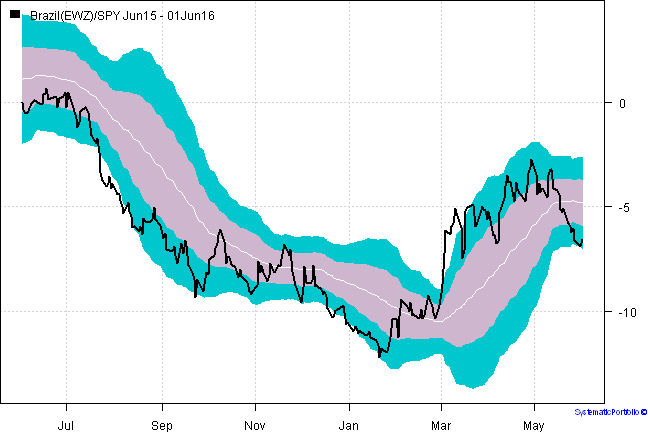 Brazil(EWZ)/SPY Jun15 - 01Jun16
0
-5
-10
Jul Sep Nov Jan Mar May
SystematicPortfolio ©